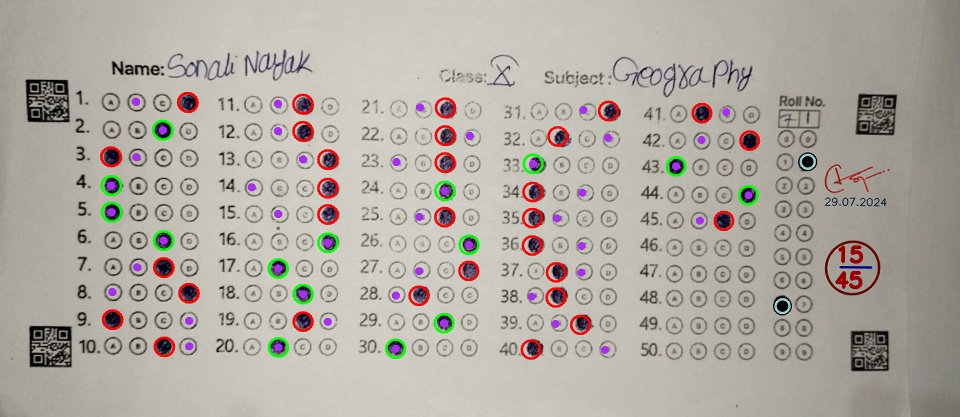 Name: Sonali Nayak Class: X Subject: Geography
Roll No.
7 1
1. A B C
2. A B D
3. B C D
4. B C D
5. B C D
6. A B D
7. A B D
8. A B C
9. B C D
10. A B D
11. A B D
12. A B D
13. A B C
14. A B C
15. A B C
16. A B C
17. A C D
18. A B D
19. A B D
20. A C D
21. A B D
22. A B D
23. A B D
24. A B D
25. A B D
26. A B C
27. A B C
28. A C D
29. A B D
30. B C D
31. A B C
32. A C D
33. B C D
34. B C D
35. B C D
36. B C D
37. A C D
38. A C D
39. A B D
40. B C D
41. A C D
42. A B C
43. B C D
44. A B C
45. A B D
46. A B C D
47. A B C D
48. A B C D
49. A B C D
50. A B C D
29.07.2024
15
45